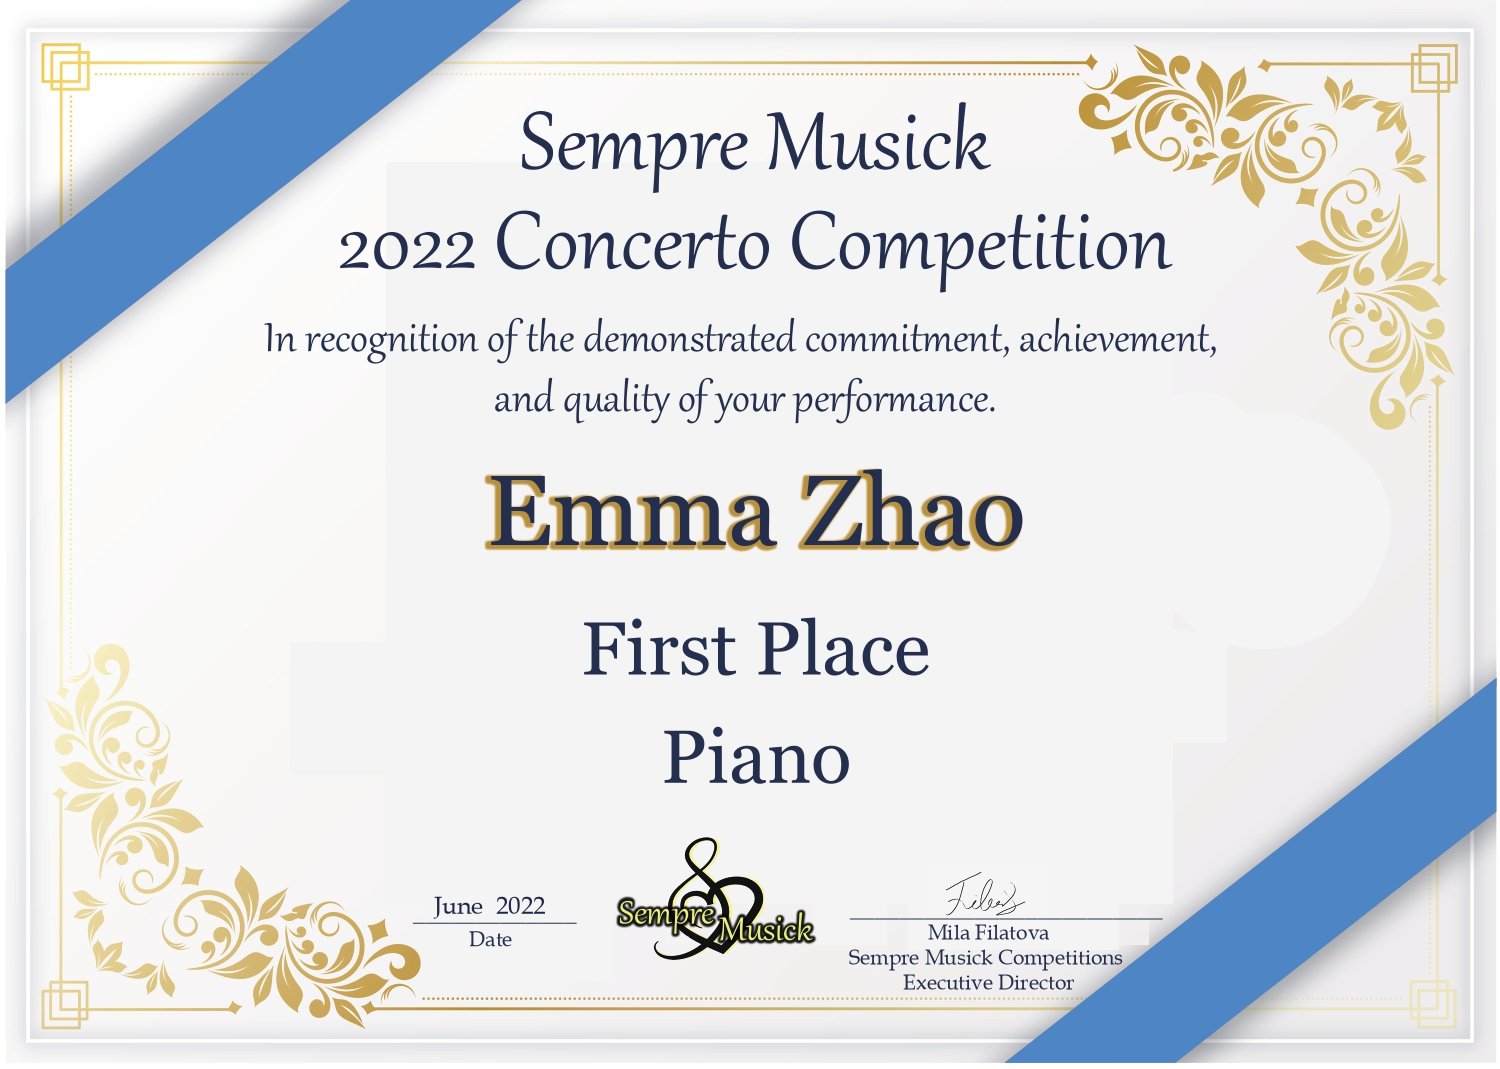 Sempre Musick
2022 Concerto Competition
In recognition of the demonstrated commitment, achievement,
and quality of your performance.
Emma Zhao
First Place
Piano
June 2022
Date
Sempre Musick
Mila Filatova
Sempre Musick Competitions
Executive Director